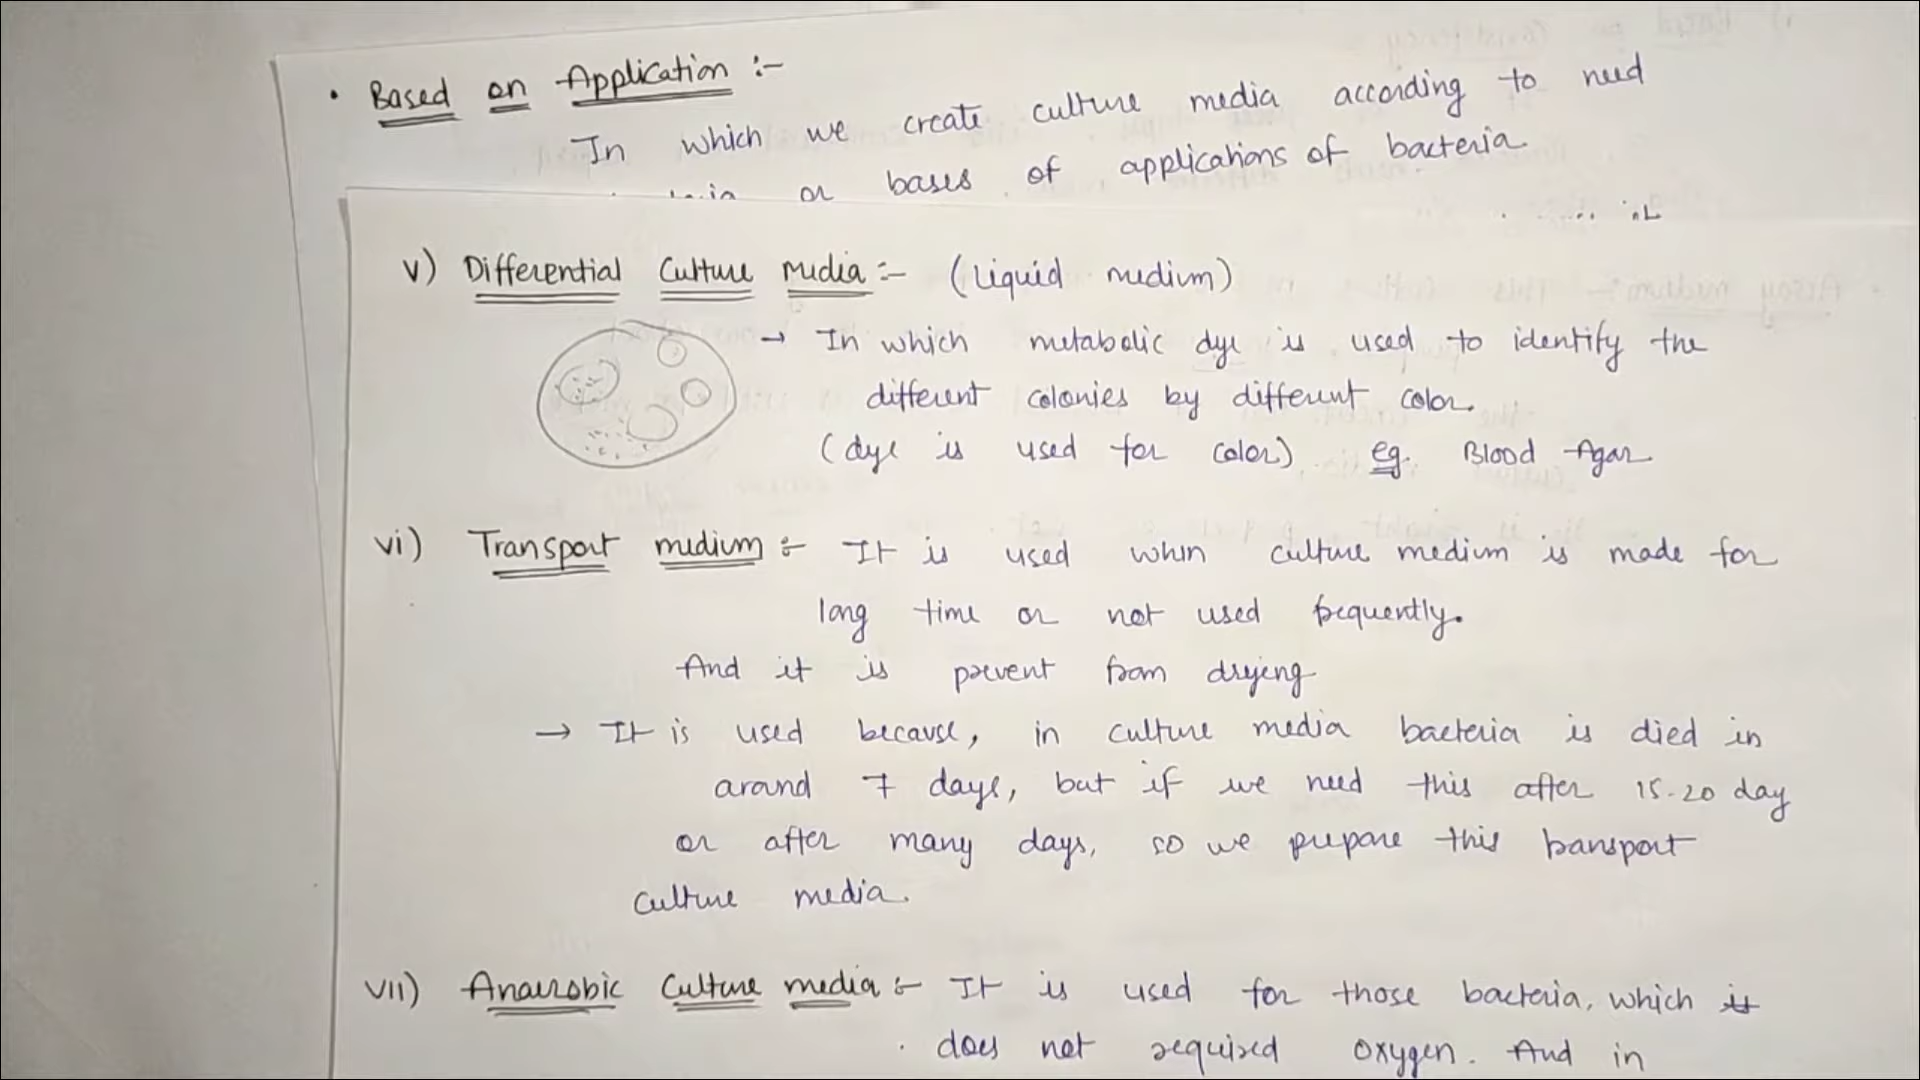 • Based on Application :-
In which we create culture media according to need
or bases of applications of bacteria
v) Differential Culture Media :- (liquid medium)
→ In which metabolic dye is used to identify the
different colonies by different color.
(dye is used for color) eg. Blood Agar
vi) Transport medium :- It is used when culture medium is made for
long time or not used frequently.
And it is prevent from drying
→ It is used because, in culture media bacteria is died in
around 7 days, but if we need this after 15-20 day
or after many days, so we prepare this transport
culture media.
vii) Anaerobic Culture media :- It is used for those bacteria, which is
does not required oxygen. And in